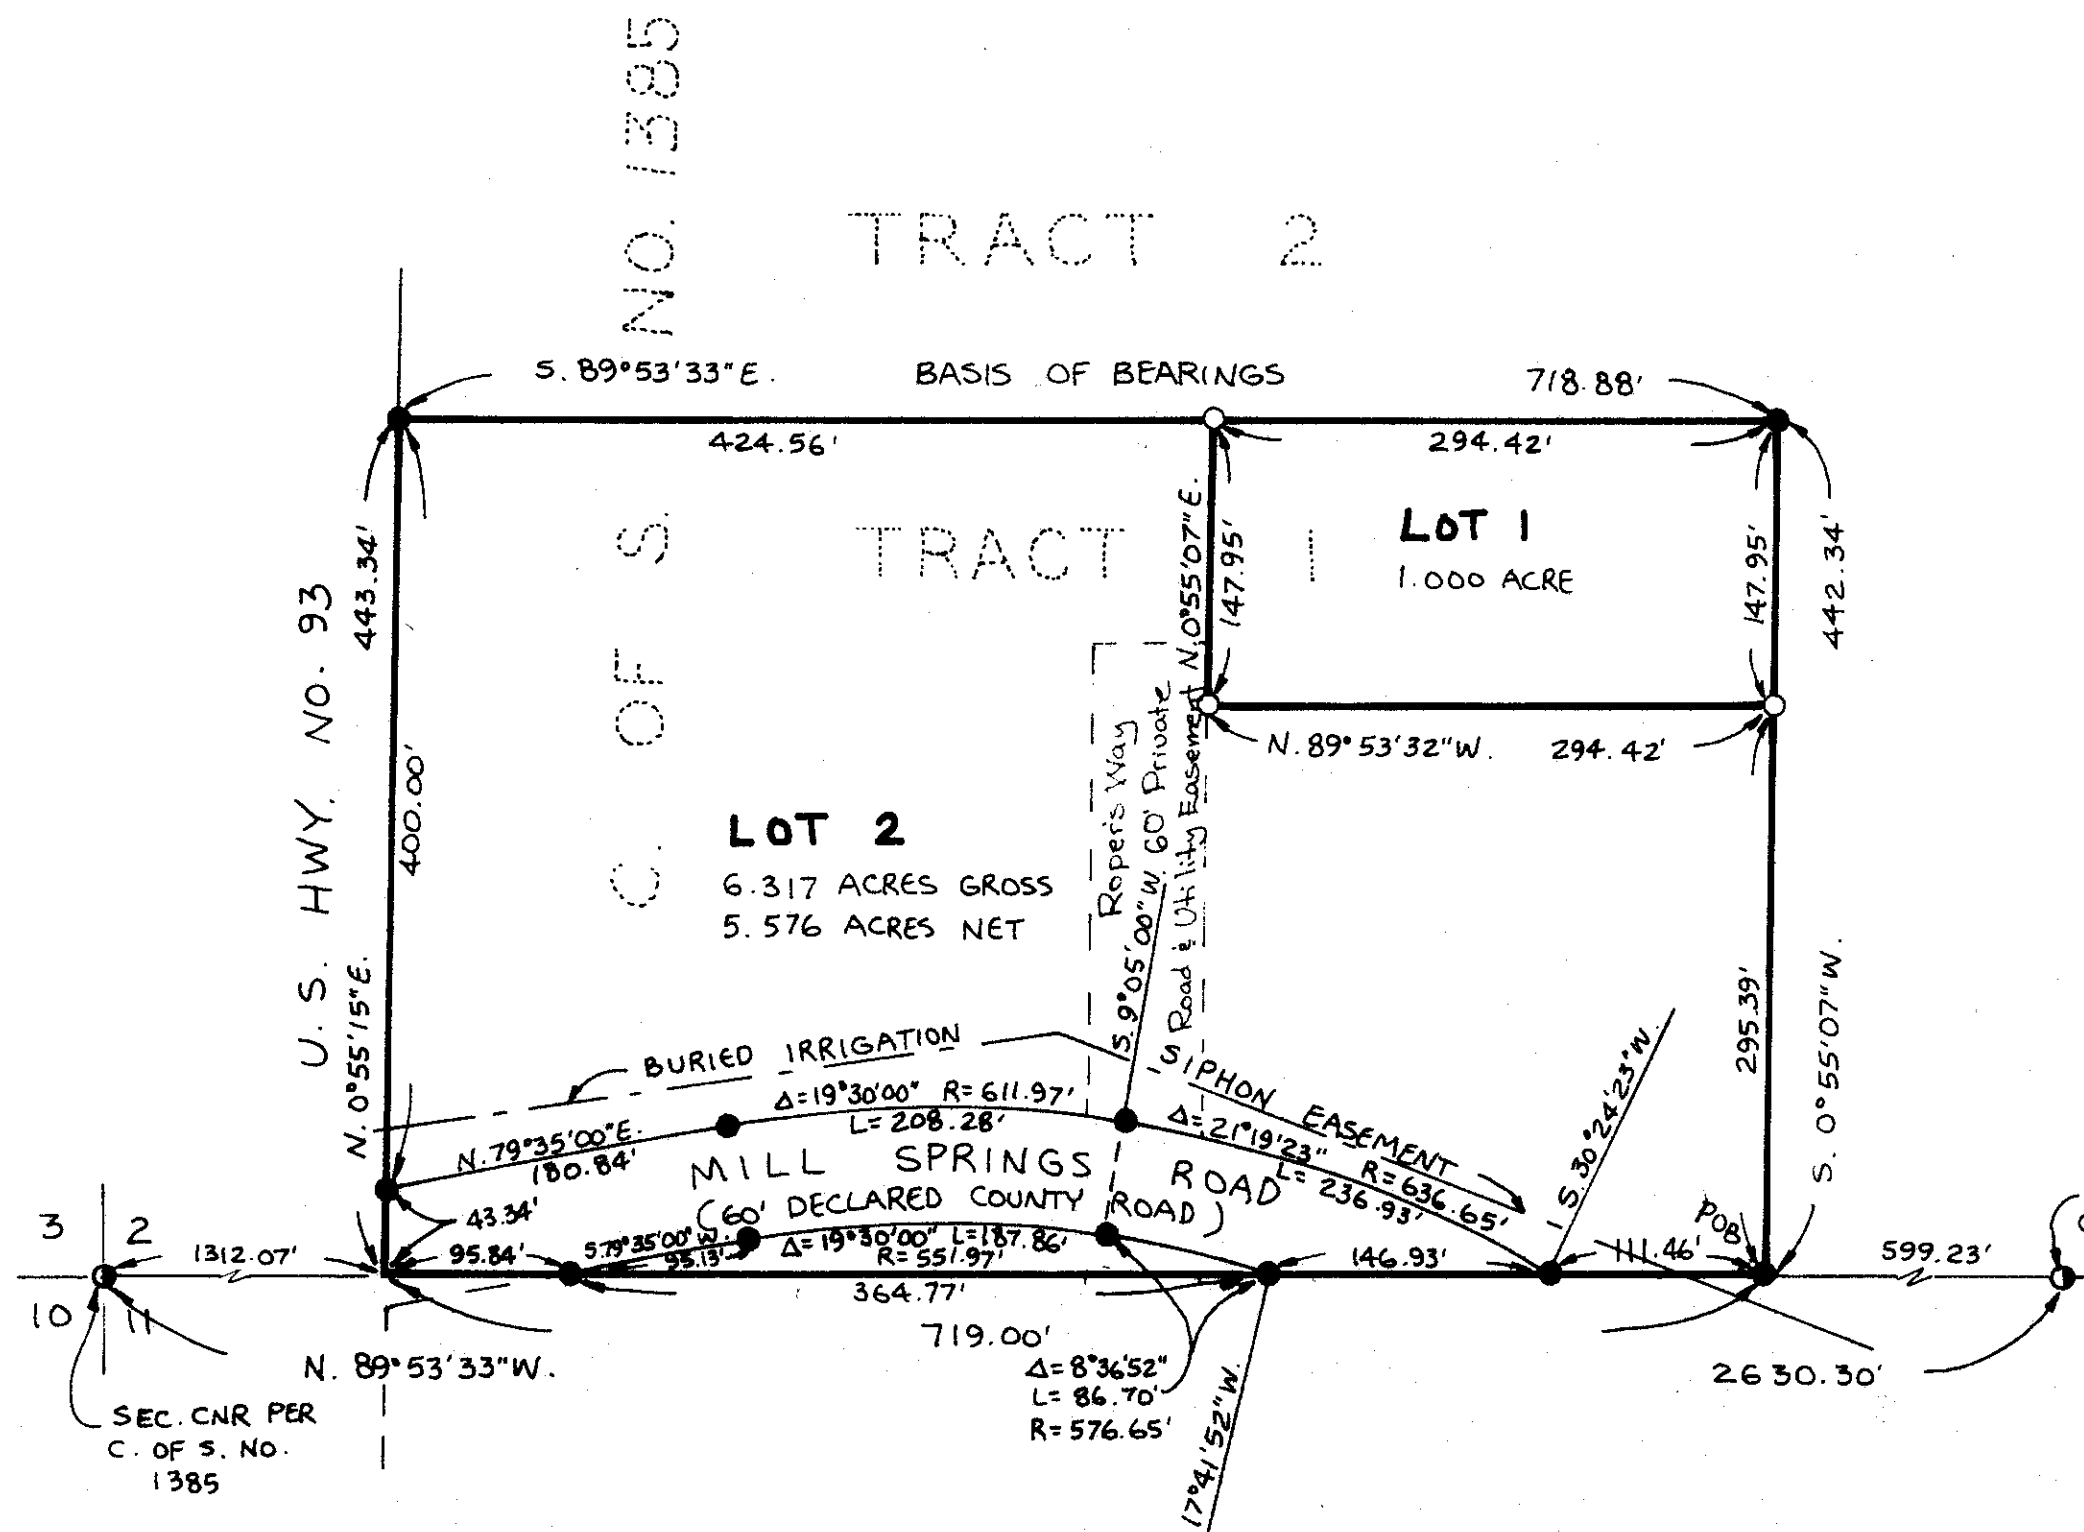 NO. 1385
TRACT 2
S. 89°53'33"E.
BASIS OF BEARINGS
718.88'
424.56'
294.42'
C. OF S.
TRACT 1
LOT 1
1.000 ACRE
443.34'
N.0°55'07"E.
147.95'
147.95'
442.34'
U.S. HWY. NO. 93
400.00'
N.0°55'15"E.
N.89°53'32"W.
294.42'
LOT 2
6.317 ACRES GROSS
5.576 ACRES NET
Roper's Way
60' Private
Road & Utility Easement
S.9°05'00"W.
295.39'
S.0°55'07"W.
BURIED IRRIGATION
SIPHON EASEMENT
Δ=19°30'00" R=611.97'
L=208.28'
N.79°35'00"E.
180.84'
Δ=21°19'23" R=636.65'
L=236.93'
S.30°24'23"W.
MILL SPRINGS ROAD
(60' DECLARED COUNTY ROAD)
43.34'
S79°35'00"W.
95.13'
Δ=19°30'00" L=187.86'
R=551.97'
POB
3
2
1312.07'
95.84'
146.93'
111.46'
599.23'
10
11
364.77'
719.00'
N. 89°53'33"W.
Δ=8°36'52"
L=86.70'
R=576.65'
17°41'52"W.
2630.30'
SEC. CNR PER
C. OF S. NO.
1385